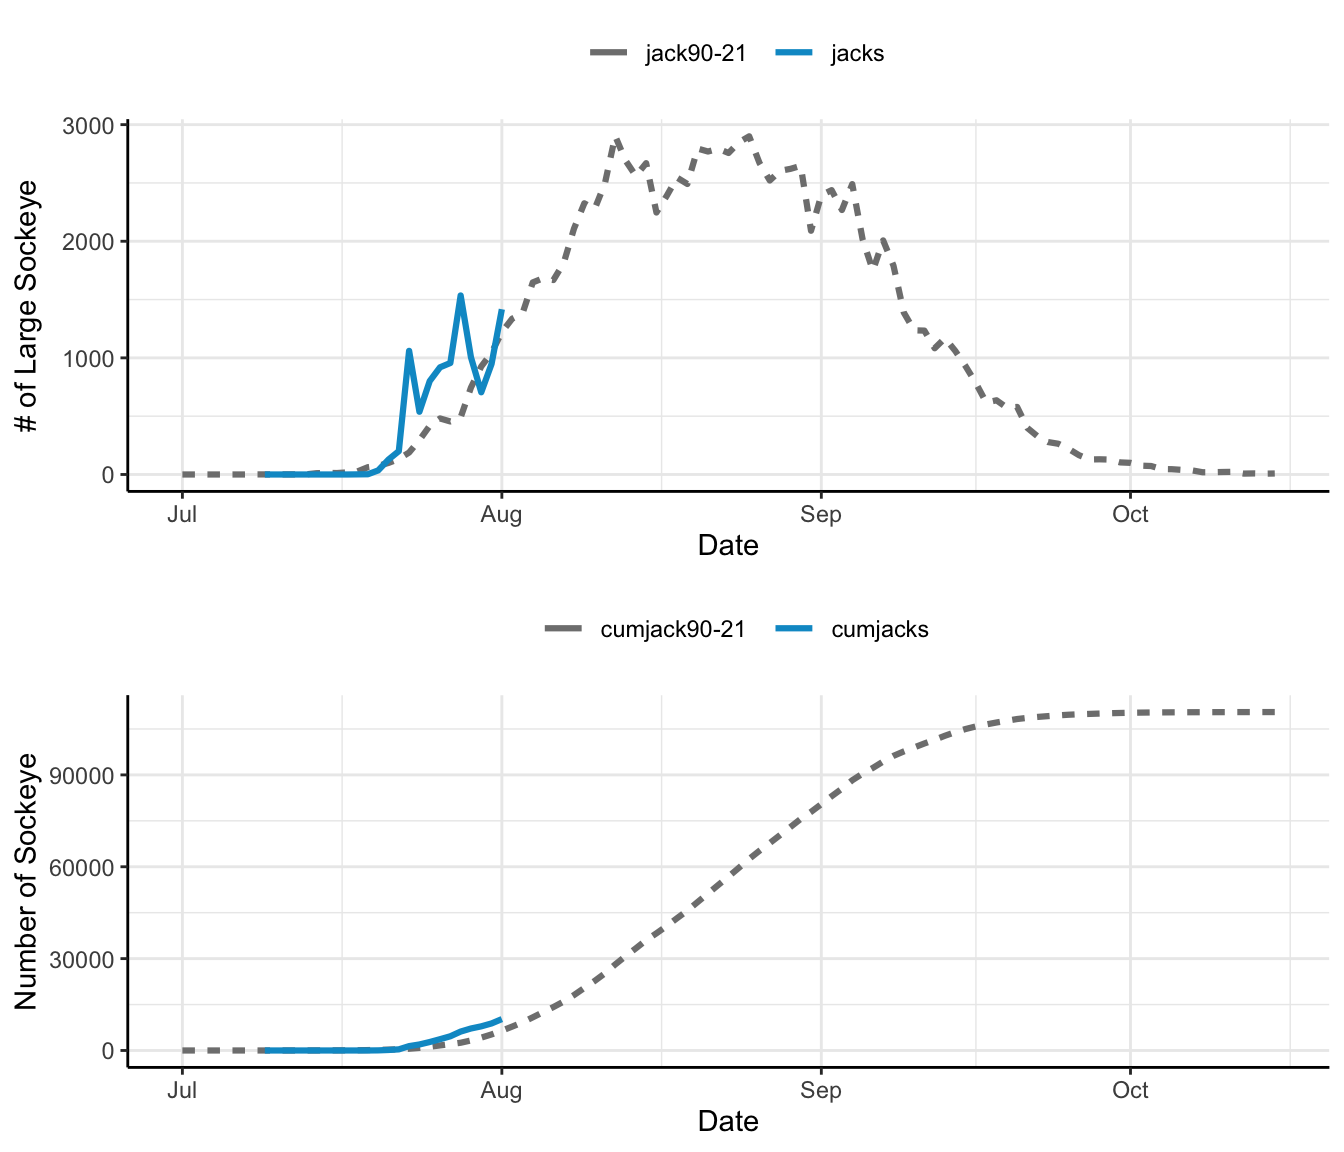 jack90-21 jacks
# of Large Sockeye
3000
2000
1000
0
Jul Aug Sep Oct
Date
cumjack90-21 cumjacks
Number of Sockeye
90000
60000
30000
0
Jul Aug Sep Oct
Date